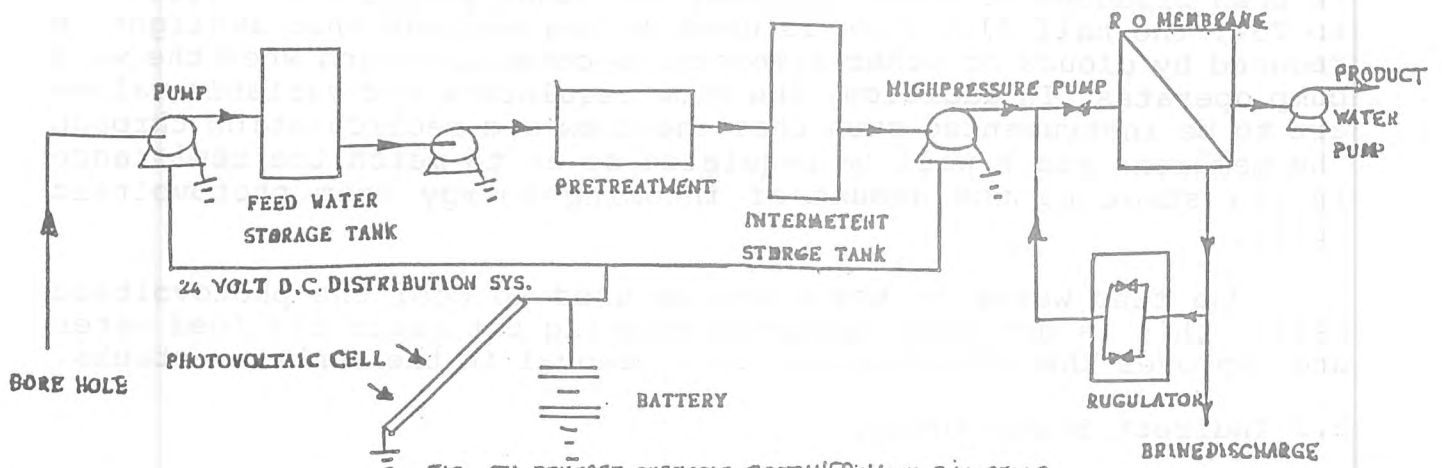 R O MEMBRANE
PUMP
HIGHPRESSURE PUMP
PRODUCT
WATER
PUMP
FEED WATER
STORAGE TANK
PRETREATMENT
INTERMETENT
STORGE TANK
24 VOLT D.C. DISTRIBUTION SYS.
PHOTOVOLTAIC CELL
BORE HOLE
BATTERY
RUGULATOR
BRINEDISCHARGE